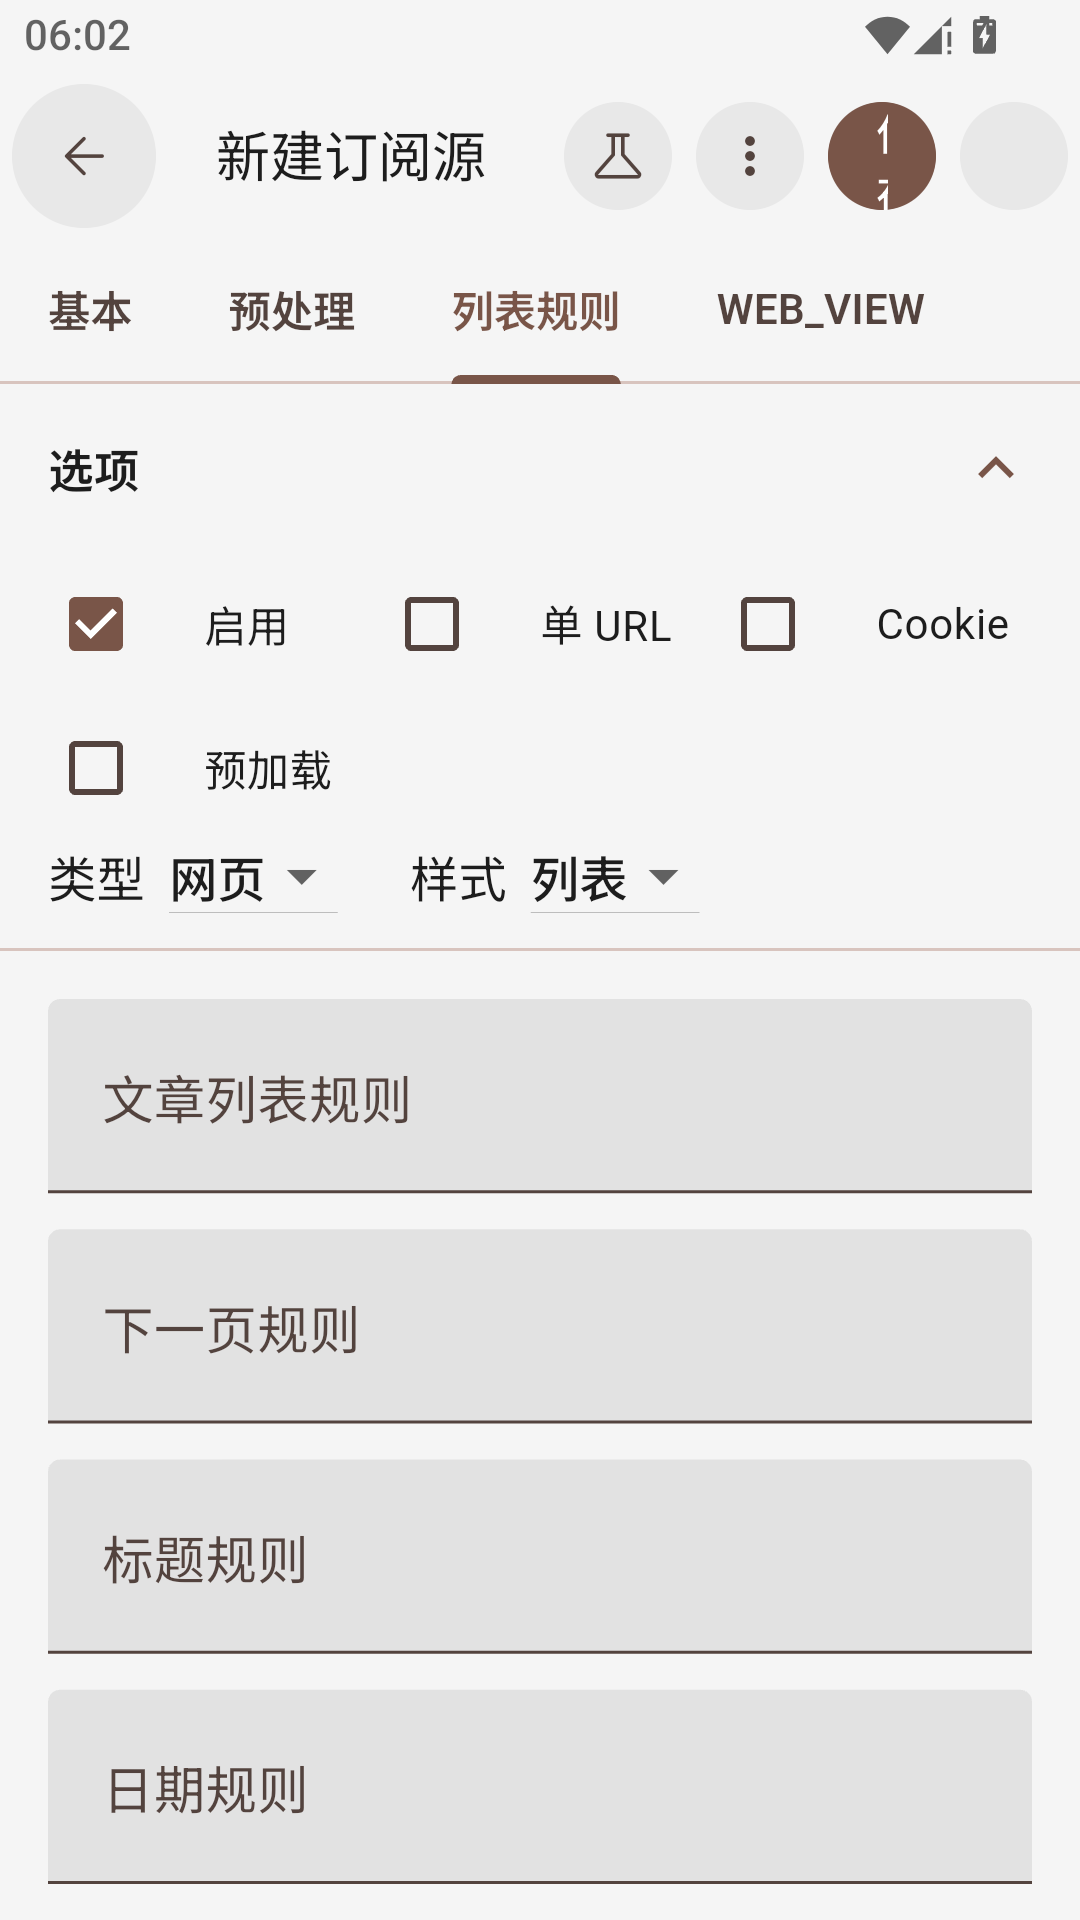 06:02
新建订阅源
基本 预处理 列表规则 WEB_VIEW
选项
启用 单 URL Cookie
预加载
类型 网页 样式 列表
文章列表规则
下一页规则
标题规则
日期规则